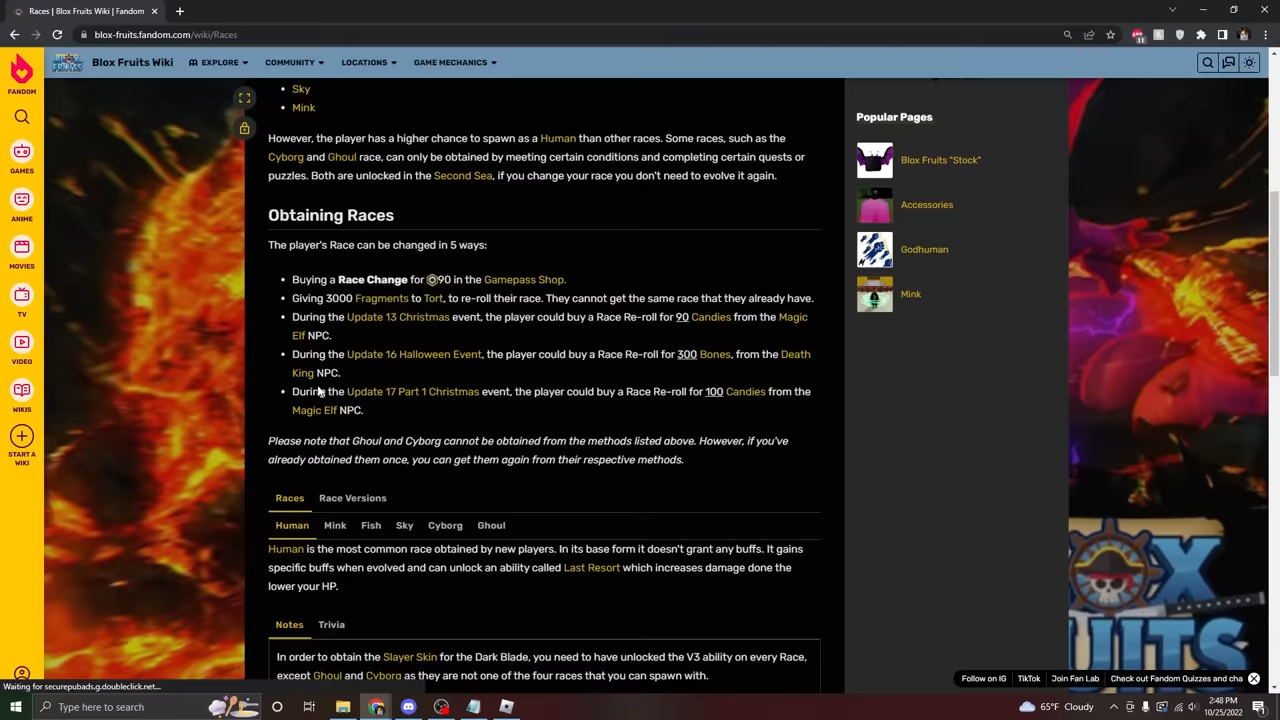 Races | Blox Fruits Wiki | Fandom
blox-fruits.fandom.com/wiki/Races
11
Blox Fruits Wiki
EXPLORE
COMMUNITY
LOCATIONS
GAME MECHANICS
FANDOM
GAMES
ANIME
MOVIES
TV
VIDEO
WIKIS
START A
WIKI
Sky
Mink
However, the player has a higher chance to spawn as a Human than other races. Some races, such as the
Cyborg and Ghoul race, can only be obtained by meeting certain conditions and completing certain quests or
puzzles. Both are unlocked in the Second Sea, if you change your race you don't need to evolve it again.
Obtaining Races
The player's Race can be changed in 5 ways:
Buying a Race Change for 90 in the Gamepass Shop.
Giving 3000 Fragments to Tort, to re-roll their race. They cannot get the same race that they already have.
During the Update 13 Christmas event, the player could buy a Race Re-roll for 90 Candies from the Magic
Elf NPC.
During the Update 16 Halloween Event, the player could buy a Race Re-roll for 300 Bones, from the Death
King NPC.
During the Update 17 Part 1 Christmas event, the player could buy a Race Re-roll for 100 Candies from the
Magic Elf NPC.
Please note that Ghoul and Cyborg cannot be obtained from the methods listed above. However, if you've
already obtained them once, you can get them again from their respective methods.
Races Race Versions
Human Mink Fish Sky Cyborg Ghoul
Human is the most common race obtained by new players. In its base form it doesn't grant any buffs. It gains
specific buffs when evolved and can unlock an ability called Last Resort which increases damage done the
lower your HP.
Notes Trivia
In order to obtain the Slayer Skin for the Dark Blade, you need to have unlocked the V3 ability on every Race,
except Ghoul and Cyborg as they are not one of the four races that you can spawn with.
Popular Pages
Blox Fruits "Stock"
Accessories
Godhuman
Mink
BLOX
FRUITS
Follow on IG
TikTok
Join Fan Lab
Check out Fandom Quizzes and cha
Waiting for securepubads.g.doubleclick.net...
Type here to search
65°F Cloudy
2:48 PM
10/25/2022